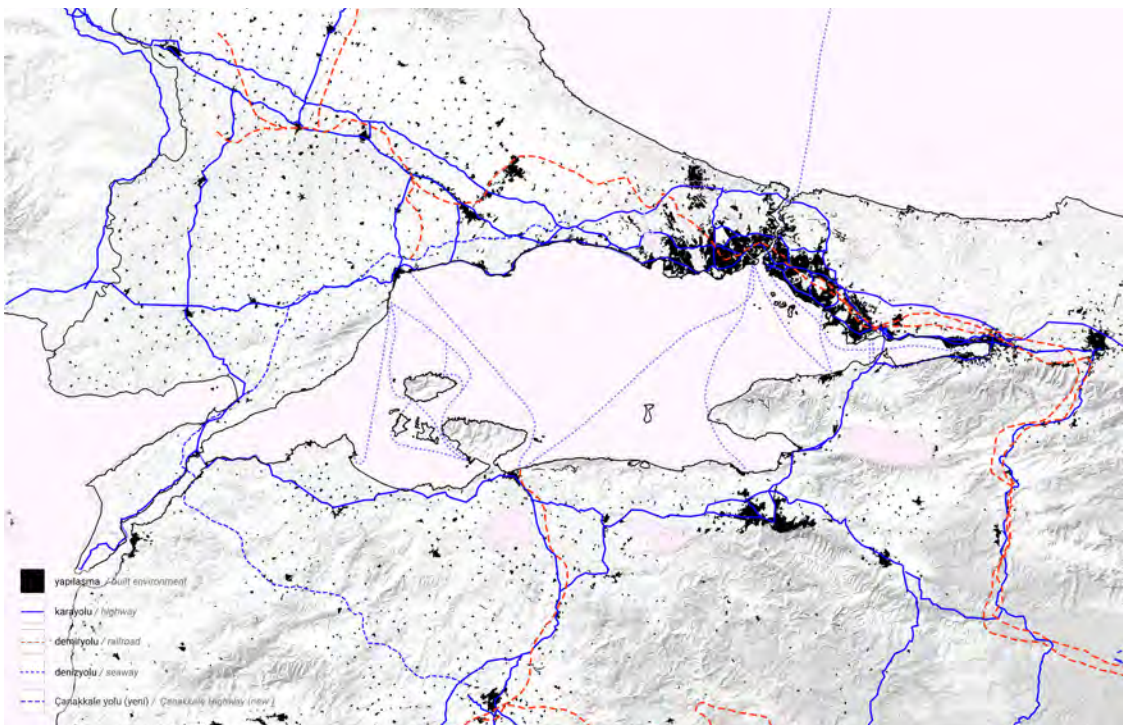 yapılaşma / built environment
karayolu / highway
demiryolu / railroad
denizyolu / seaway
Çanakkale yolu (yeni) / Çanakkale Highway (new )